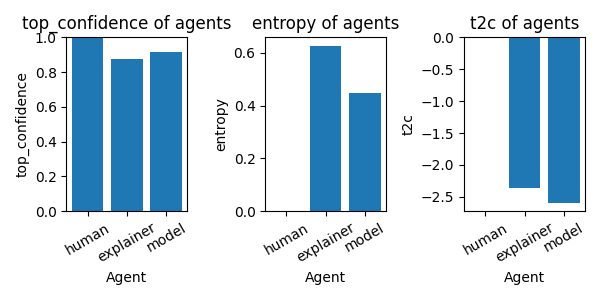 top_confidence of agents
top_confidence
1.0
0.8
0.6
0.4
0.2
0.0
human
explainer
model
Agent
entropy of agents
entropy
0.6
0.4
0.2
0.0
human
explainer
model
Agent
t2c of agents
t2c
0.0
−0.5
−1.0
−1.5
−2.0
−2.5
human
explainer
model
Agent